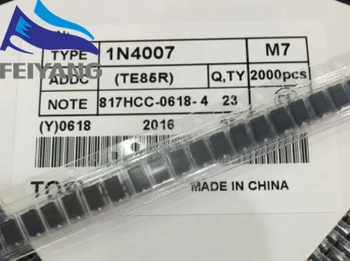 FEIYANG
TYPE 1N4007 M7
ADDC (TE85R) Q,TY 2000pcs
NOTE 817HCC-0618-4 23
(Y)0618 2016
MADE IN CHINA